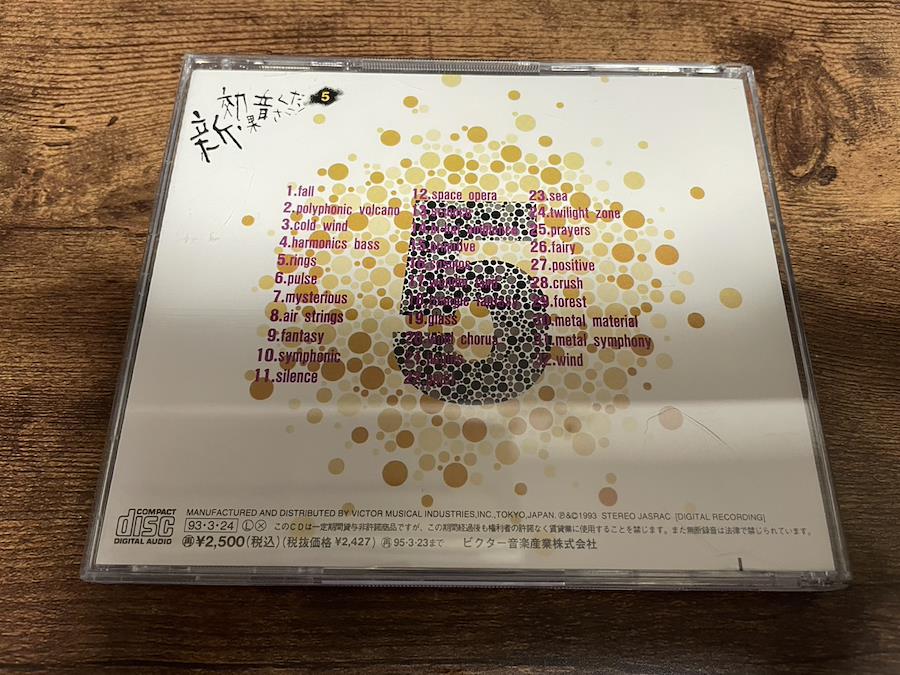 新・効果音さくたん 5
1.fall
2.polyphonic volcano
3.cold wind
4.harmonics bass
5.rings
6.pulse
7.mysterious
8.air strings
9.fantasy
10.symphonic
11.silence
12.space opera
19.glass
chorus
23.sea
24.twilight zone
25.prayers
26.fairy
27.positive
28.crush
29.forest
metal material
metal symphony
wind
COMPACT
disc
DIGITAL AUDIO
MANUFACTURED AND DISTRIBUTED BY VICTOR MUSICAL INDUSTRIES,INC.,TOKYO,JAPAN. ℗&©1993 STEREO JASRAC [DIGITAL RECORDING]
93・3・24 Ⓛ Ⓧ このCDは一定期間貸与非許諾商品ですが、この期間経過後も権利者の許諾なく賃貸業に使用することを禁じます。また無断録音は法律で禁じられています。
㊢¥2,500(税込)(税抜価格 ¥2,427) ㊢95・3・23まで ビクター音楽産業株式会社